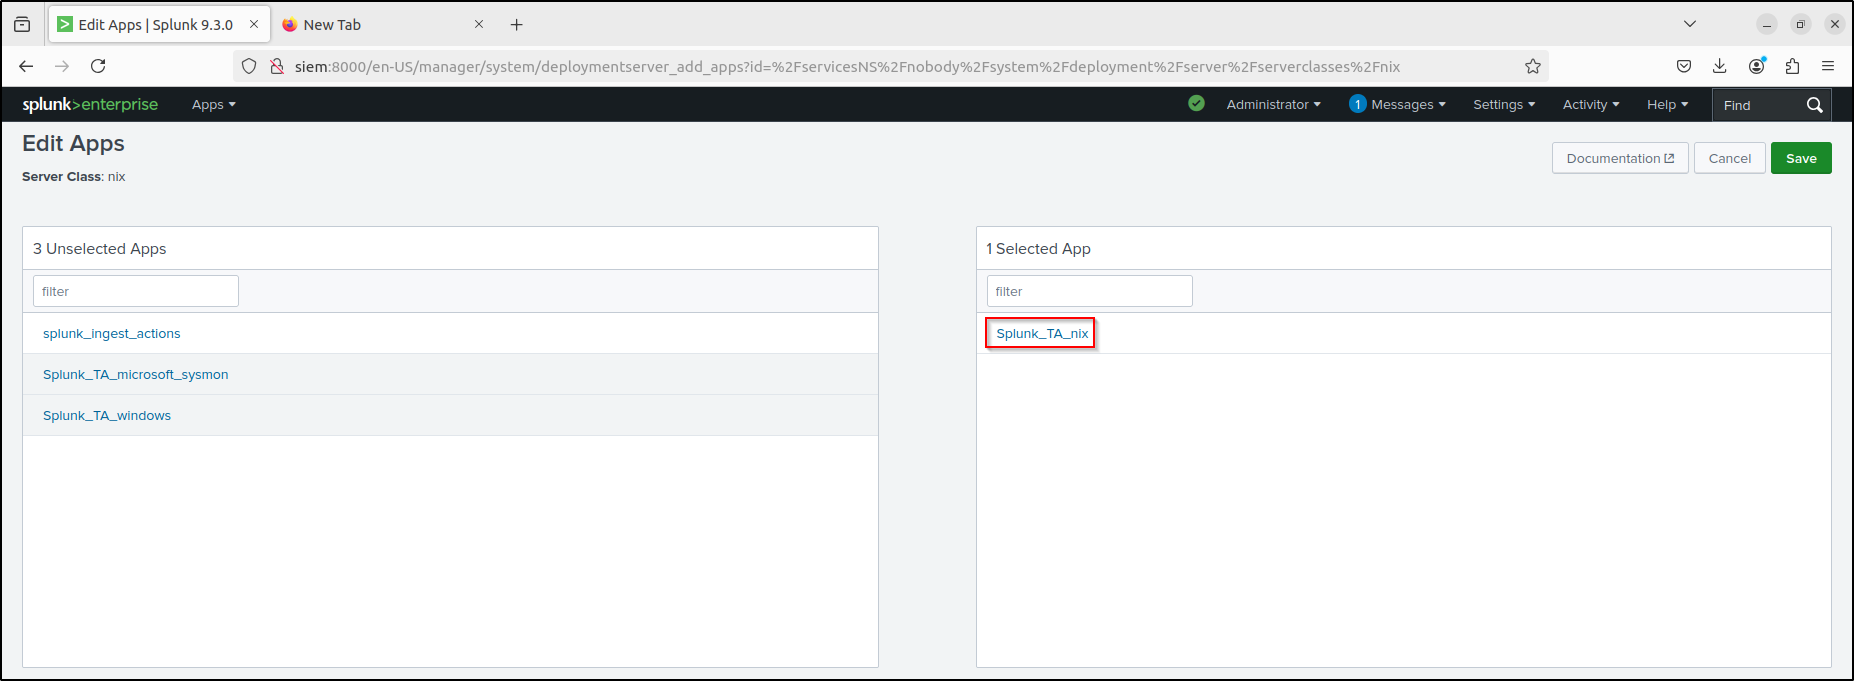 Edit Apps | Splunk 9.3.0
New Tab
siem:8000/en-US/manager/system/deploymentserver_add_apps?id=%2FservicesNS%2Fnobody%2Fsystem%2Fdeployment%2Fserver%2Fserverclasses%2Fnix
splunk>enterprise Apps Administrator 1 Messages Settings Activity Help Find
Edit Apps
Documentation Cancel Save
Server Class: nix
3 Unselected Apps
filter
splunk_ingest_actions
Splunk_TA_microsoft_sysmon
Splunk_TA_windows
1 Selected App
filter
Splunk_TA_nix